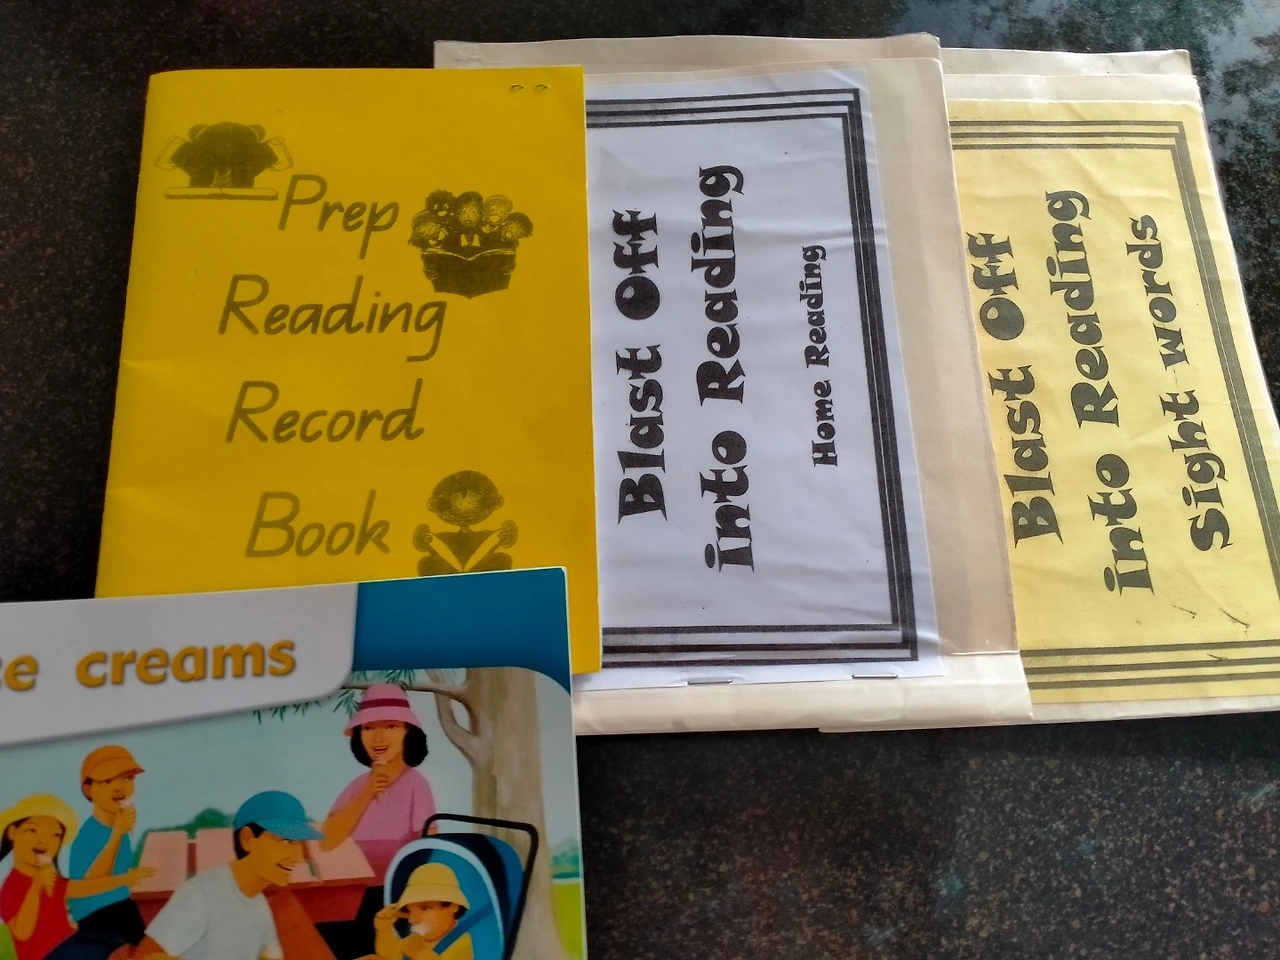 Prep
Reading
Record
Book
Blast Off
into Reading
Home Reading
Blast Off
into Reading
Sight words
creams